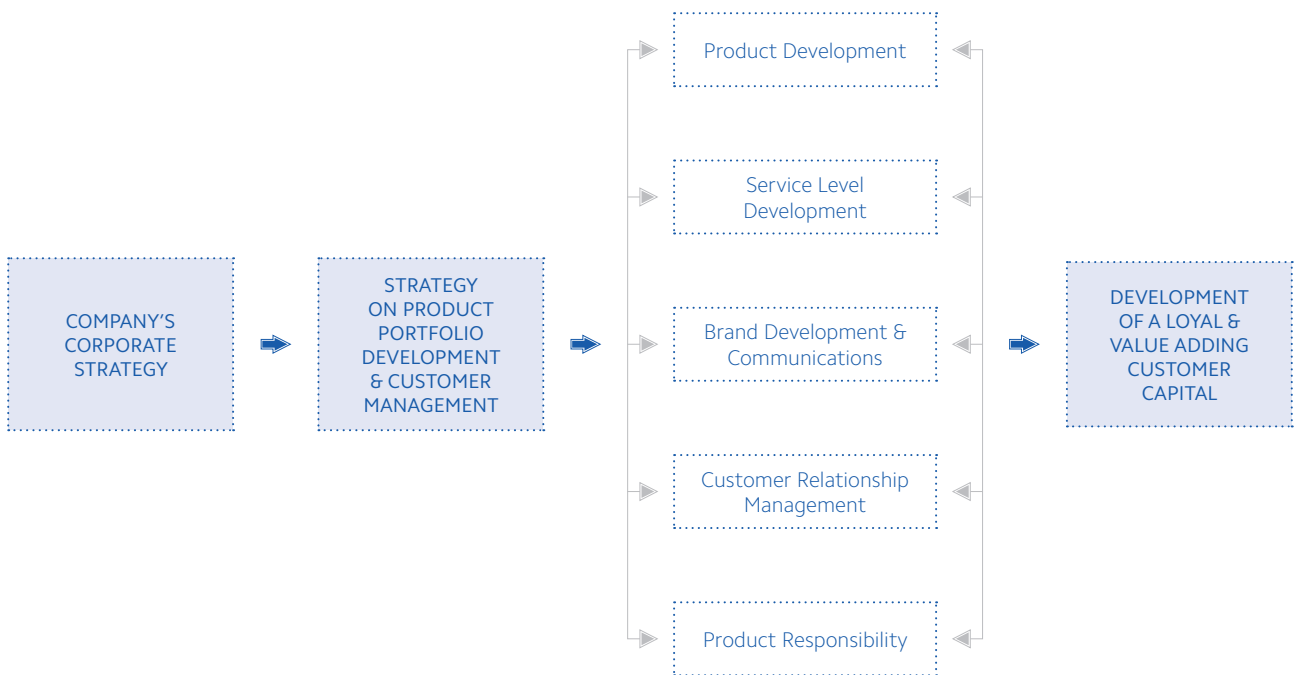 COMPANY'S
CORPORATE
STRATEGY
STRATEGY
ON PRODUCT
PORTFOLIO
DEVELOPMENT
& CUSTOMER
MANAGEMENT
Product Development
Service Level
Development
Brand Development &
Communications
Customer Relationship
Management
Product Responsibility
DEVELOPMENT
OF A LOYAL &
VALUE ADDING
CUSTOMER
CAPITAL